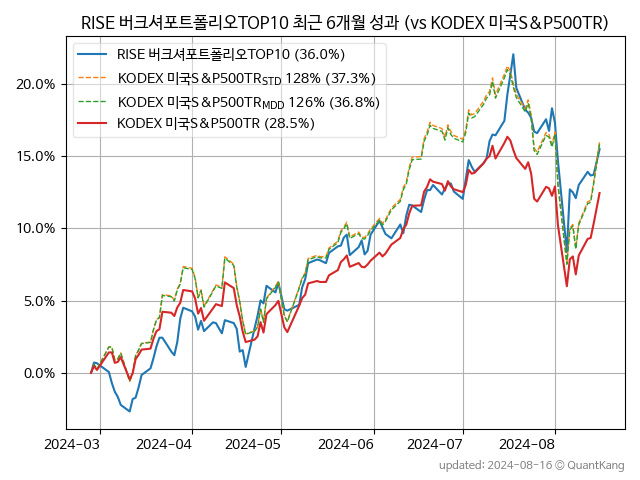 RISE 버크셔포트폴리오TOP10 최근 6개월 성과 (vs KODEX 미국S&P500TR)
RISE 버크셔포트폴리오TOP10 (36.0%)
KODEX 미국S&P500TRSTD 128% (37.3%)
KODEX 미국S&P500TRMDD 126% (36.8%)
KODEX 미국S&P500TR (28.5%)
20.0%
15.0%
10.0%
5.0%
0.0%
2024-03 2024-04 2024-05 2024-06 2024-07 2024-08
updated: 2024-08-16 © QuantKang